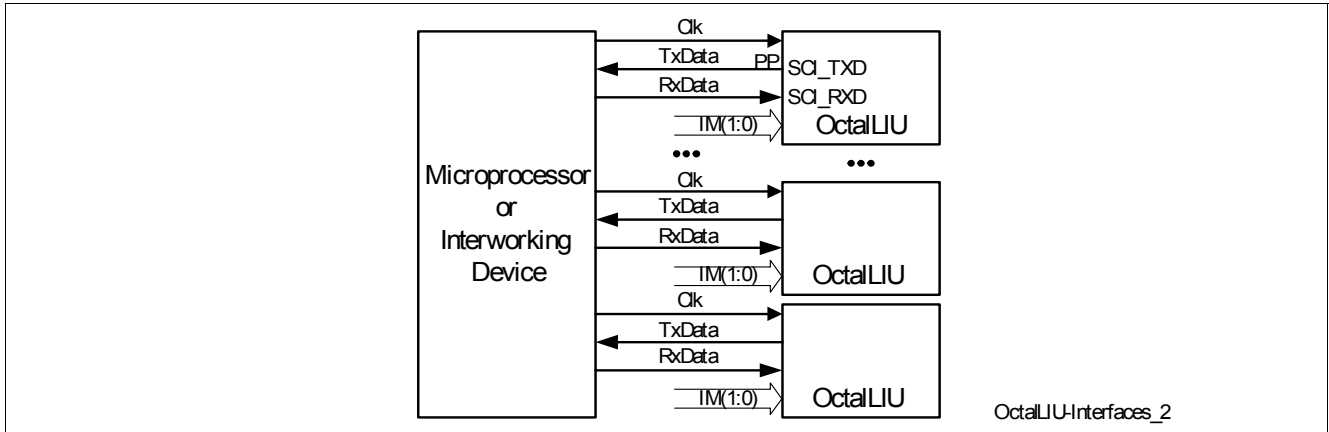 Clk
TxData
PP
SCI_TXD
RxData
SCI_RXD
IM(1:0)
OctalLIU
•••
•••
Microprocessor
or
Interworking
Device
Clk
TxData
RxData
IM(1:0)
OctalLIU
Clk
TxData
RxData
IM(1:0)
OctalLIU
OctalLIU-Interfaces_2